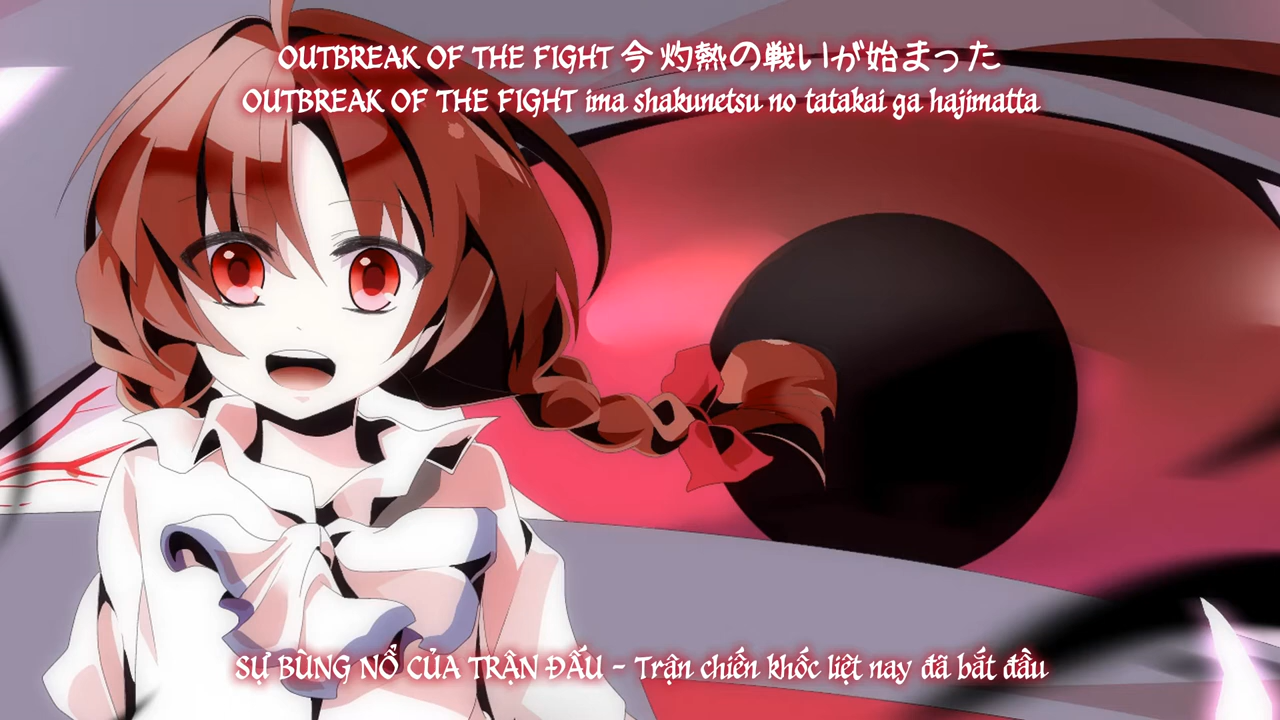 OUTBREAK OF THE FIGHT 今 灼熱の戦いが始まった
OUTBREAK OF THE FIGHT ima shakunetsu no tatakai ga hajimatta
SỰ BÙNG NỔ CỦA TRẬN ĐẤU - Trận chiến khốc liệt nay đã bắt đầu